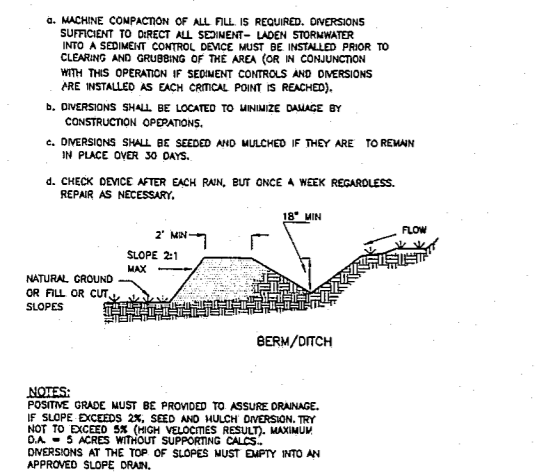 a. MACHINE COMPACTION OF ALL FILL IS REQUIRED. DIVERSIONS
SUFFICIENT TO DIRECT ALL SEDIMENT- LADEN STORMWATER
INTO A SEDIMENT CONTROL DEVICE MUST BE INSTALLED PRIOR TO
CLEARING AND GRUBBING OF THE AREA (OR IN CONJUNCTION
WITH THIS OPERATION IF SEDIMENT CONTROLS AND DIVERSIONS
ARE INSTALLED AS EACH CRITICAL POINT IS REACHED).
b. DIVERSIONS SHALL BE LOCATED TO MINIMIZE DAMAGE BY
CONSTRUCTION OPERATIONS.
c. DIVERSIONS SHALL BE SEEDED AND MULCHED IF THEY ARE TO REMAIN
IN PLACE OVER 30 DAYS.
d. CHECK DEVICE AFTER EACH RAIN, BUT ONCE A WEEK REGARDLESS.
REPAIR AS NECESSARY.
18" MIN
2' MIN
FLOW
SLOPE 2:1
MAX
NATURAL GROUND
OR FILL OR CUT
SLOPES
BERM/DITCH
NOTES:
POSITIVE GRADE MUST BE PROVIDED TO ASSURE DRAINAGE.
IF SLOPE EXCEEDS 2%, SEED AND MULCH DIVERSION. TRY
NOT TO EXCEED 5% (HIGH VELOCITIES RESULT). MAXIMUM
D.A. = 5 ACRES WITHOUT SUPPORTING CALCS..
DIVERSIONS AT THE TOP OF SLOPES MUST EMPTY INTO AN
APPROVED SLOPE DRAIN.